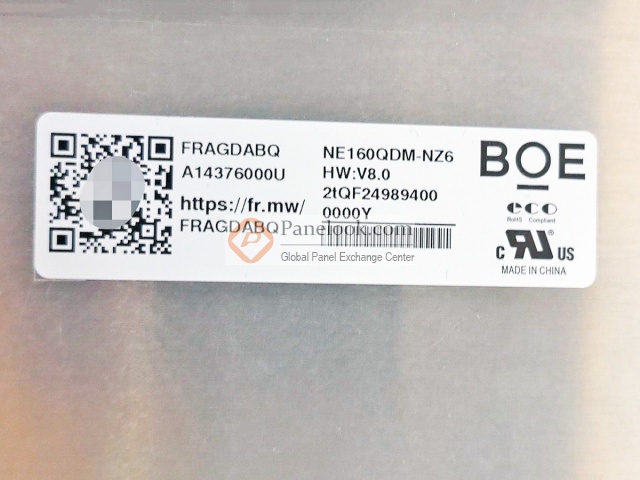 FRAGDABQ
A14376000U
https://fr.mw/
FRAGDABQ
NE160QDM-NZ6
HW:V8.0
2tQF24989400
0000Y
BOE
eco
RoHS Compliant
c RU ® US
MADE IN CHINA
Panelook.com
Global Panel Exchange Center